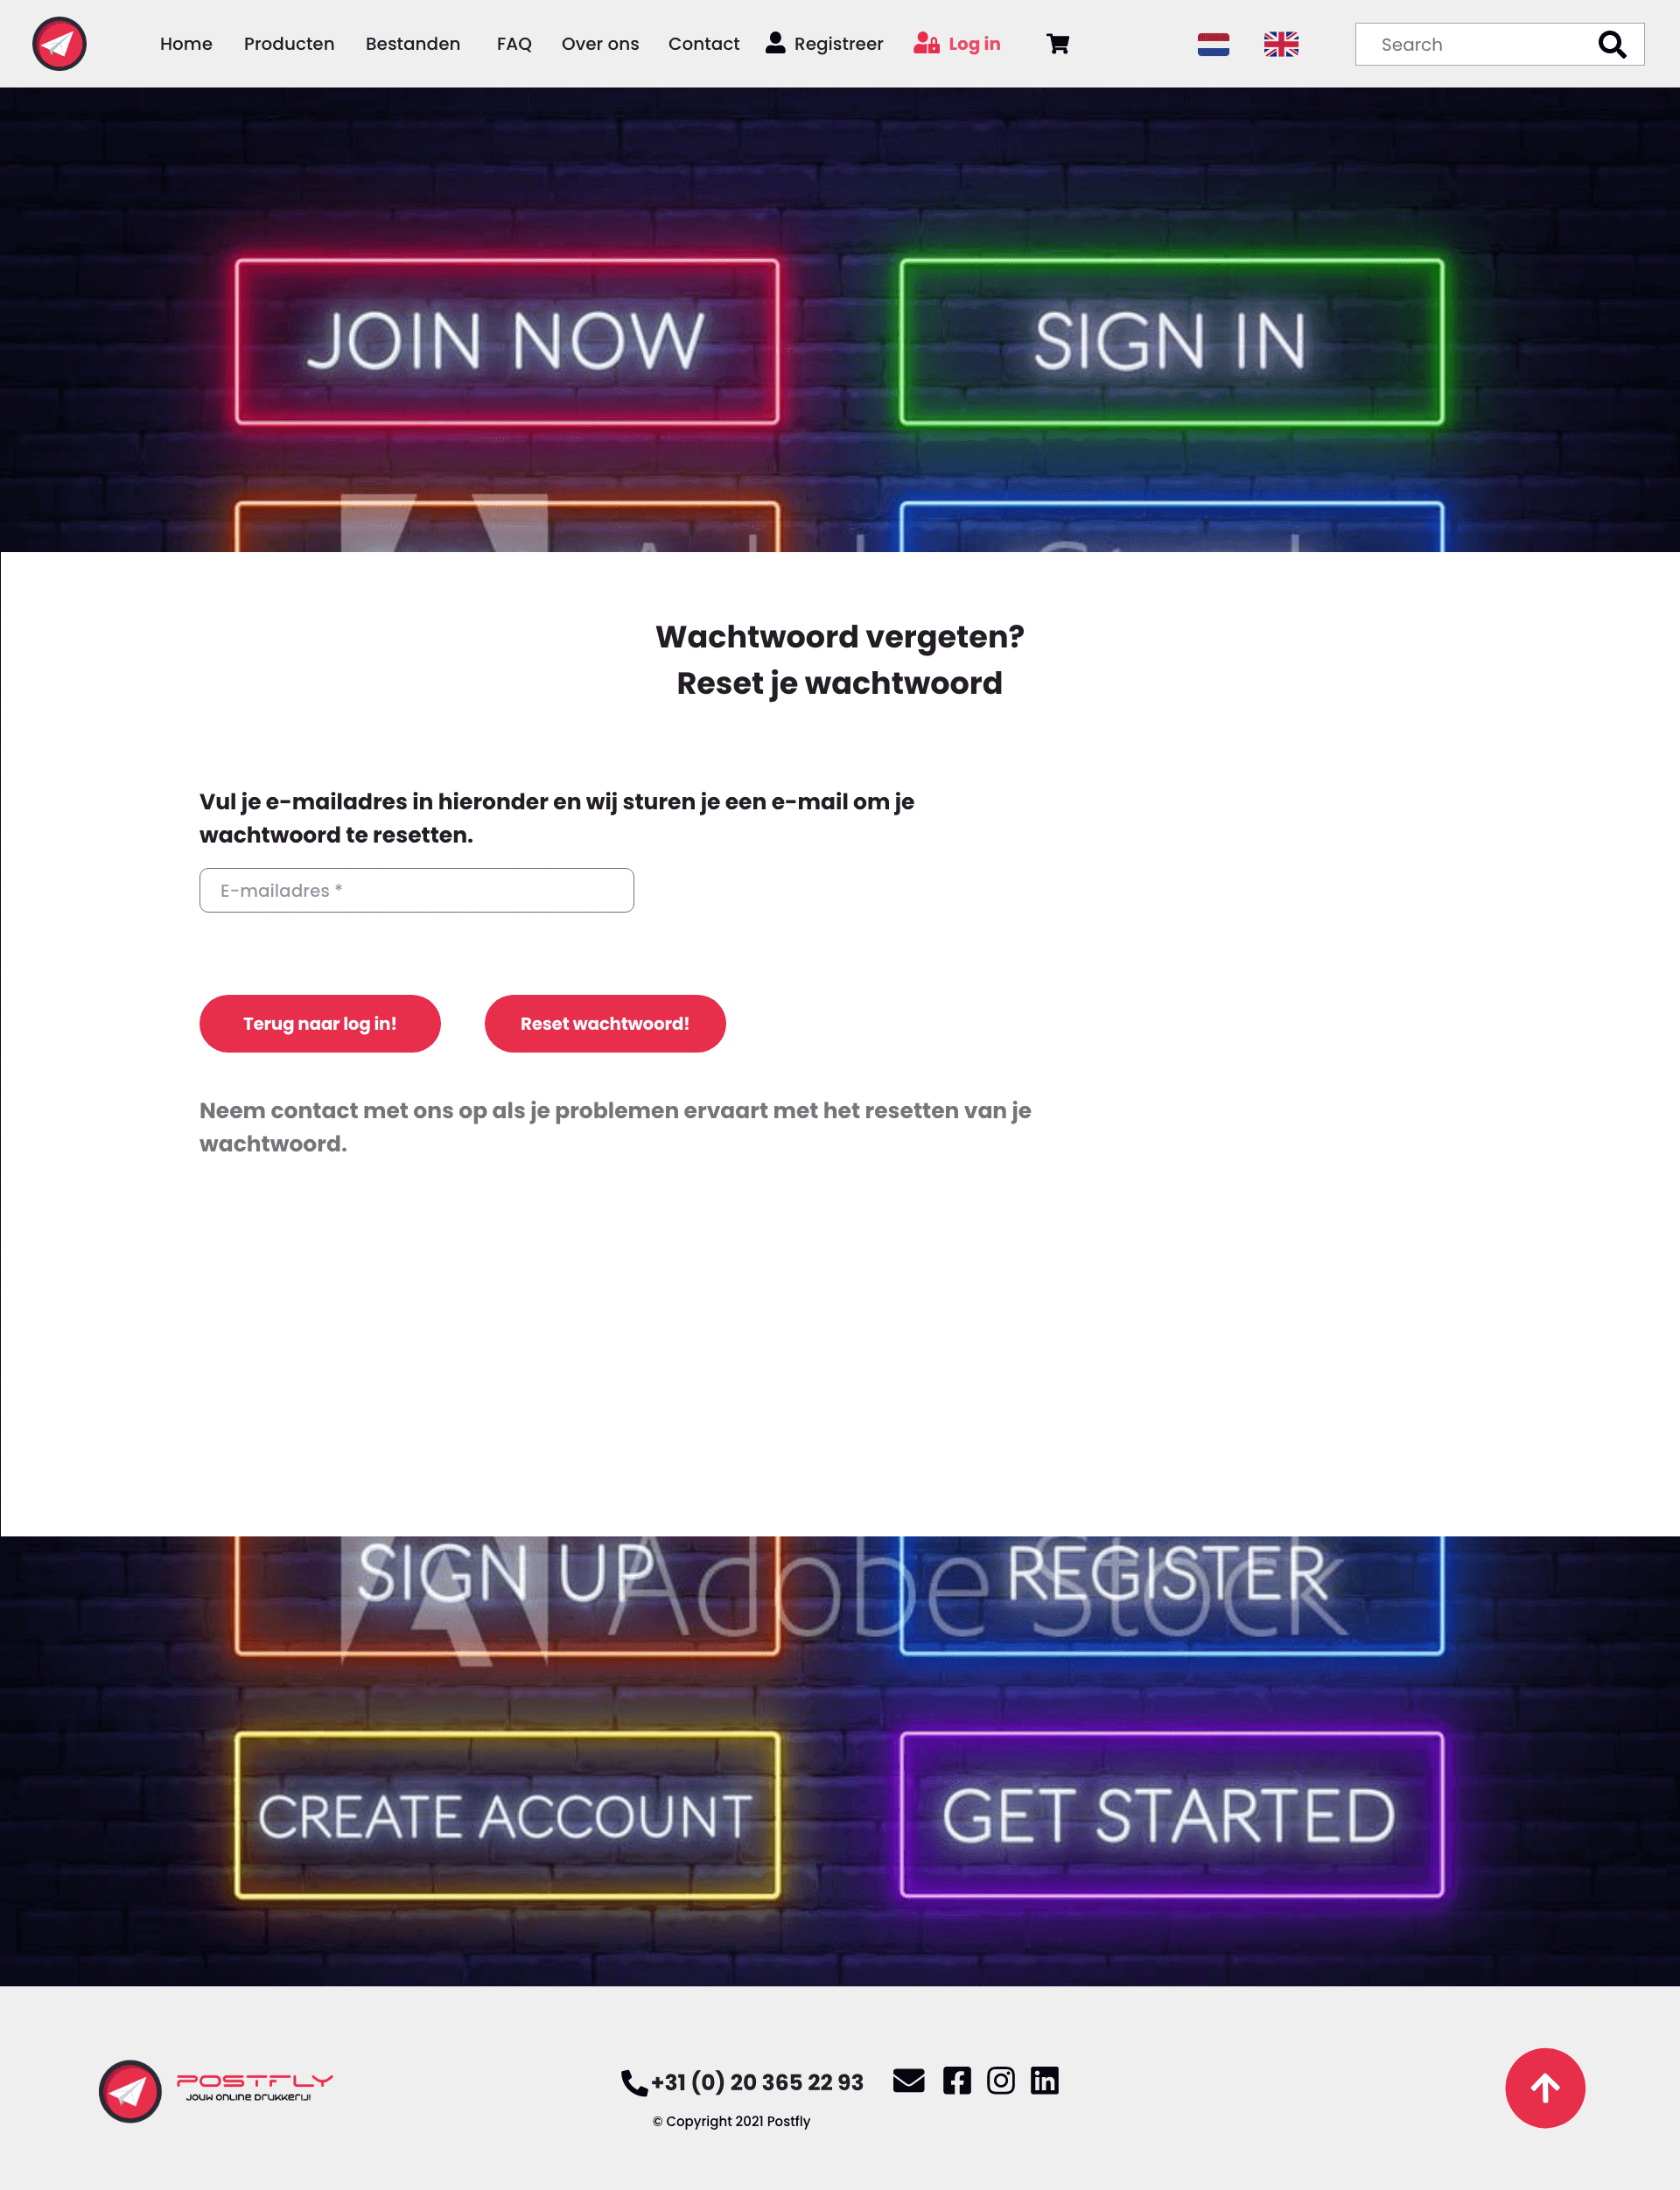 Home Producten Bestanden FAQ Over ons Contact Registreer Log in Search
JOIN NOW
SIGN IN
Wachtwoord vergeten?
Reset je wachtwoord
Vul je e-mailadres in hieronder en wij sturen je een e-mail om je
wachtwoord te resetten.
E-mailadres *
Terug naar log in!
Reset wachtwoord!
Neem contact met ons op als je problemen ervaart met het resetten van je
wachtwoord.
SIGN UP
REGISTER
Adobe Stock
CREATE ACCOUNT
GET STARTED
POSTFLY
JOUW ONLINE DRUKKERIJ!
+31 (0) 20 365 22 93
© Copyright 2021 Postfly